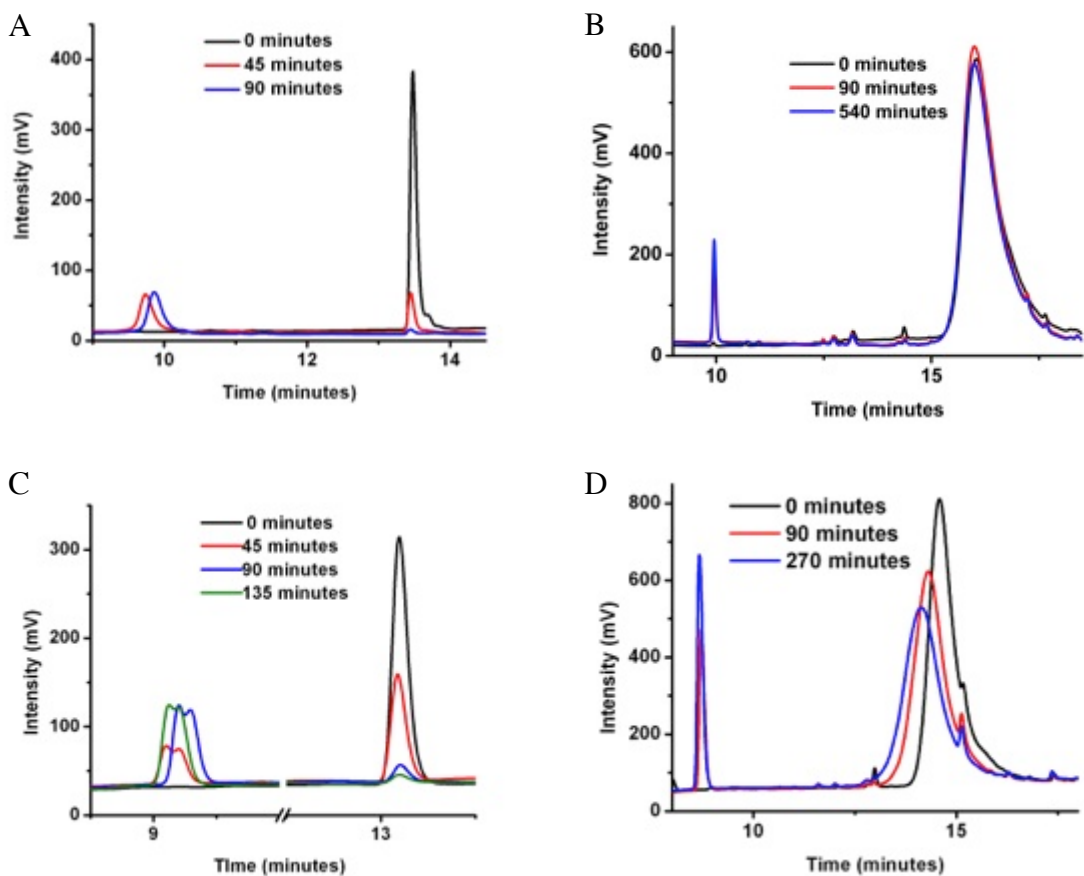 A
0 minutes
45 minutes
90 minutes
400
300
200
100
0
Intensity (mV)
10
12
14
Time (minutes)
B
0 minutes
90 minutes
540 minutes
600
400
200
0
Intensity (mV)
10
15
Time (minutes
C
0 minutes
45 minutes
90 minutes
135 minutes
300
200
100
0
Intensity (mV)
9
13
TIme (minutes)
D
0 minutes
90 minutes
270 minutes
800
600
400
200
0
Intensity (mV)
10
15
Time (minutes)